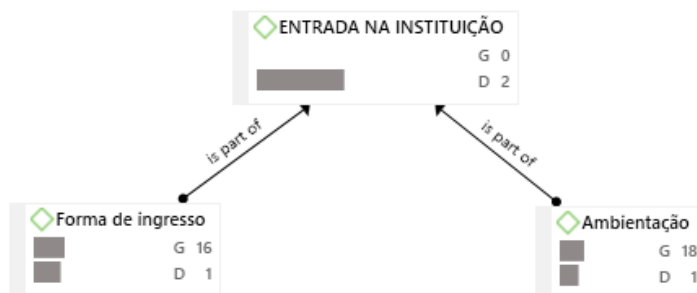 ENTRADA NA INSTITUIÇÃO
G 0
D 2
is part of
is part of
Forma de ingresso
G 16
D 1
Ambientação
G 18
D 1